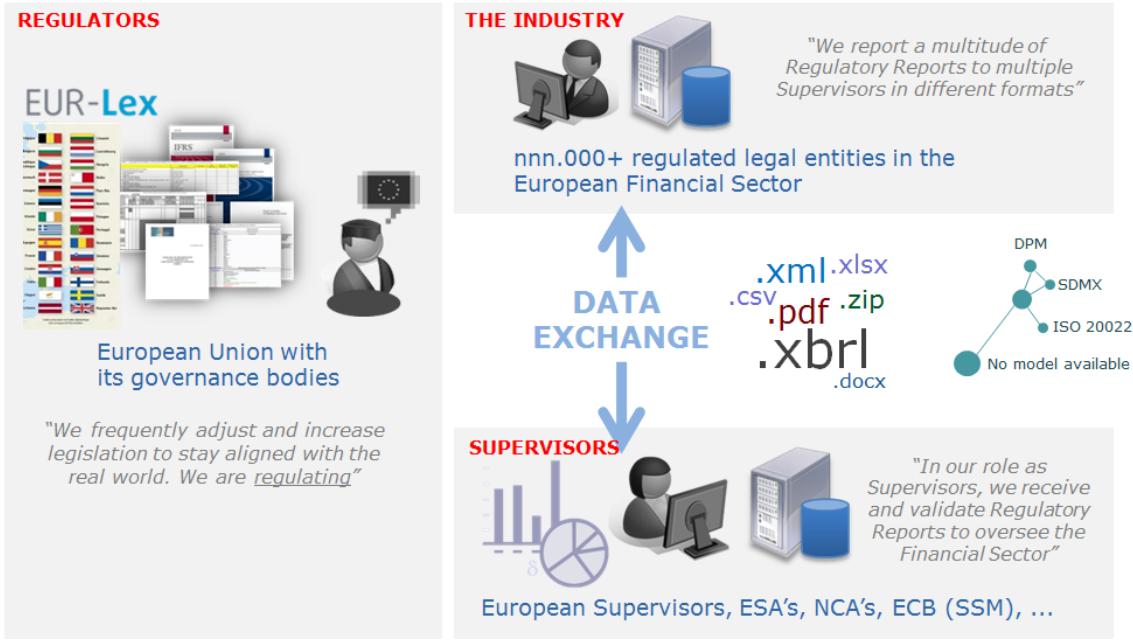 REGULATORS
EUR-Lex
IFRS
European Union with
its governance bodies
“We frequently adjust and increase
legislation to stay aligned with the
real world. We are regulating”
THE INDUSTRY
“We report a multitude of
Regulatory Reports to multiple
Supervisors in different formats”
nnn.000+ regulated legal entities in the
European Financial Sector
DATA
EXCHANGE
.xml
.xlsx
.csv
.pdf
.zip
.xbrl
.docx
DPM
SDMX
ISO 20022
No model available
SUPERVISORS
δ
“In our role as
Supervisors, we receive
and validate Regulatory
Reports to oversee the
Financial Sector”
European Supervisors, ESA’s, NCA’s, ECB (SSM), ...